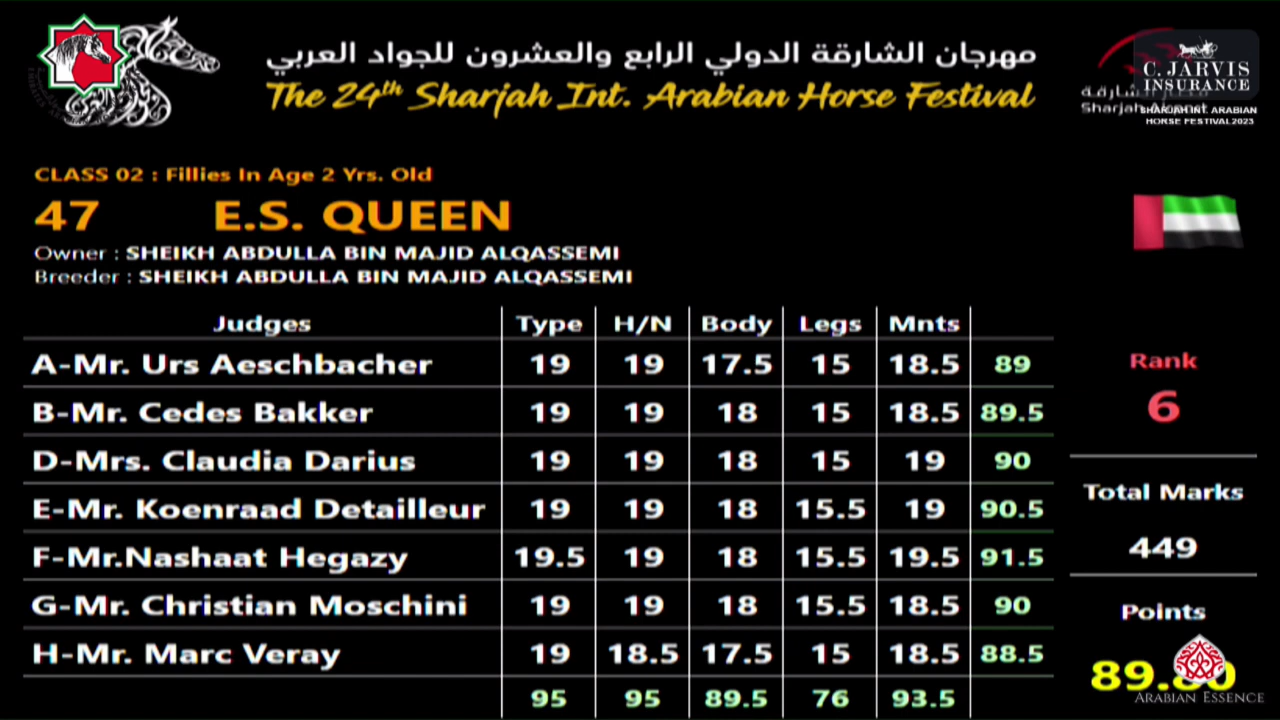 مهرجان الشارقة الدولي الرابع والعشرون للجواد العربي
The 24th Sharjah Int. Arabian Horse Festival
C. JARVIS
INSURANCE
SHARJAH INT. ARABIAN
HORSE FESTIVAL2023
CLASS 02 : Fillies In Age 2 Yrs. Old
47 E.S. QUEEN
Owner : SHEIKH ABDULLA BIN MAJID ALQASSEMI
Breeder : SHEIKH ABDULLA BIN MAJID ALQASSEMI
Judges Type H/N Body Legs Mnts
A-Mr. Urs Aeschbacher 19 19 17.5 15 18.5 89
B-Mr. Cedes Bakker 19 19 18 15 18.5 89.5
D-Mrs. Claudia Darius 19 19 18 15 19 90
E-Mr. Koenraad Detailleur 19 19 18 15.5 19 90.5
F-Mr.Nashaat Hegazy 19.5 19 18 15.5 19.5 91.5
G-Mr. Christian Moschini 19 19 18 15.5 18.5 90
H-Mr. Marc Veray 19 18.5 17.5 15 18.5 88.5
95 95 89.5 76 93.5
Rank
6
Total Marks
449
Points
89.80
ARABIAN ESSENCE